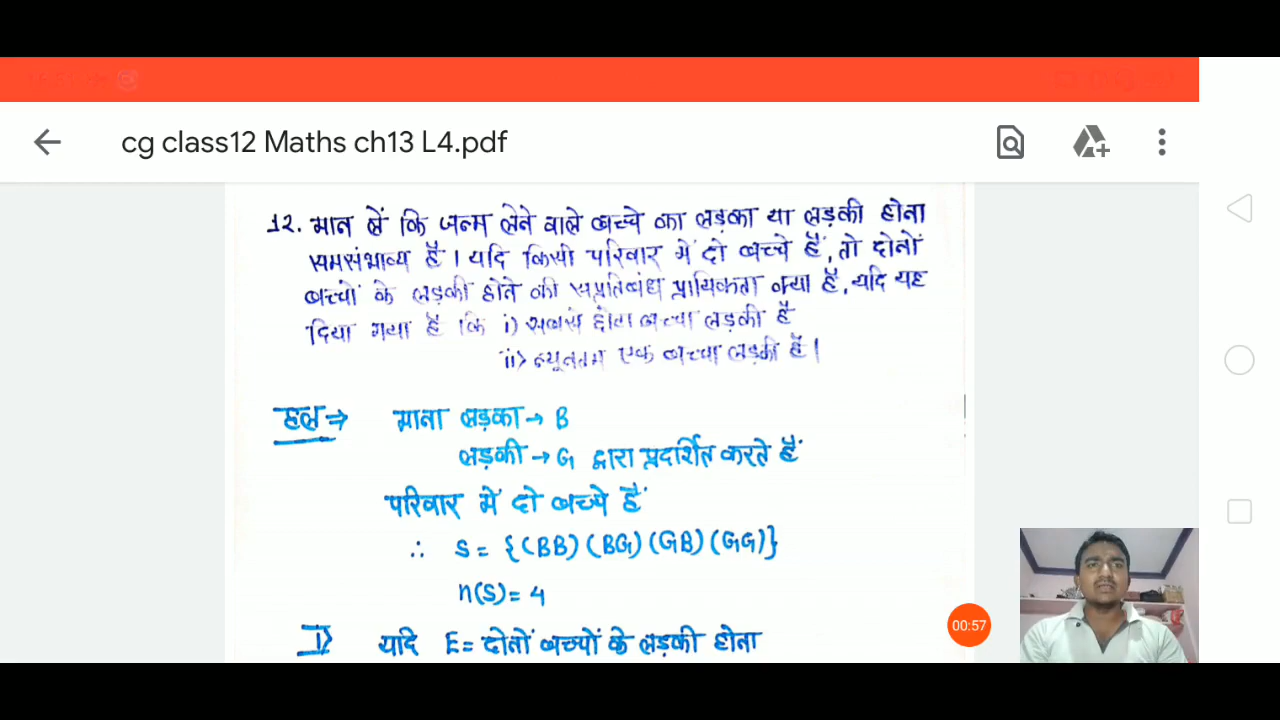 cg class12 Maths ch13 L4.pdf
12. मान लें कि जन्म लेने वाले बच्चे का लड़का या लड़की होना
समसंभाव्य है। यदि किसी परिवार में दो बच्चे हैं, तो दोनों
बच्चों के लड़की होने की सप्रतिबंध प्रायिकता क्या है, यदि यह
दिया गया है कि i) सबसे छोटा बच्चा लड़की है
ii) न्यूनतम एक बच्चा लड़की है।
हल ⇒ माना लड़का → B
लड़की → G द्वारा प्रदर्शित करते हैं
परिवार में दो बच्चे हैं
∴ S = {(BB) (BG) (GB) (GG)}
n(S) = 4
I) यदि E = दोनों बच्चों के लड़की होना
00:57